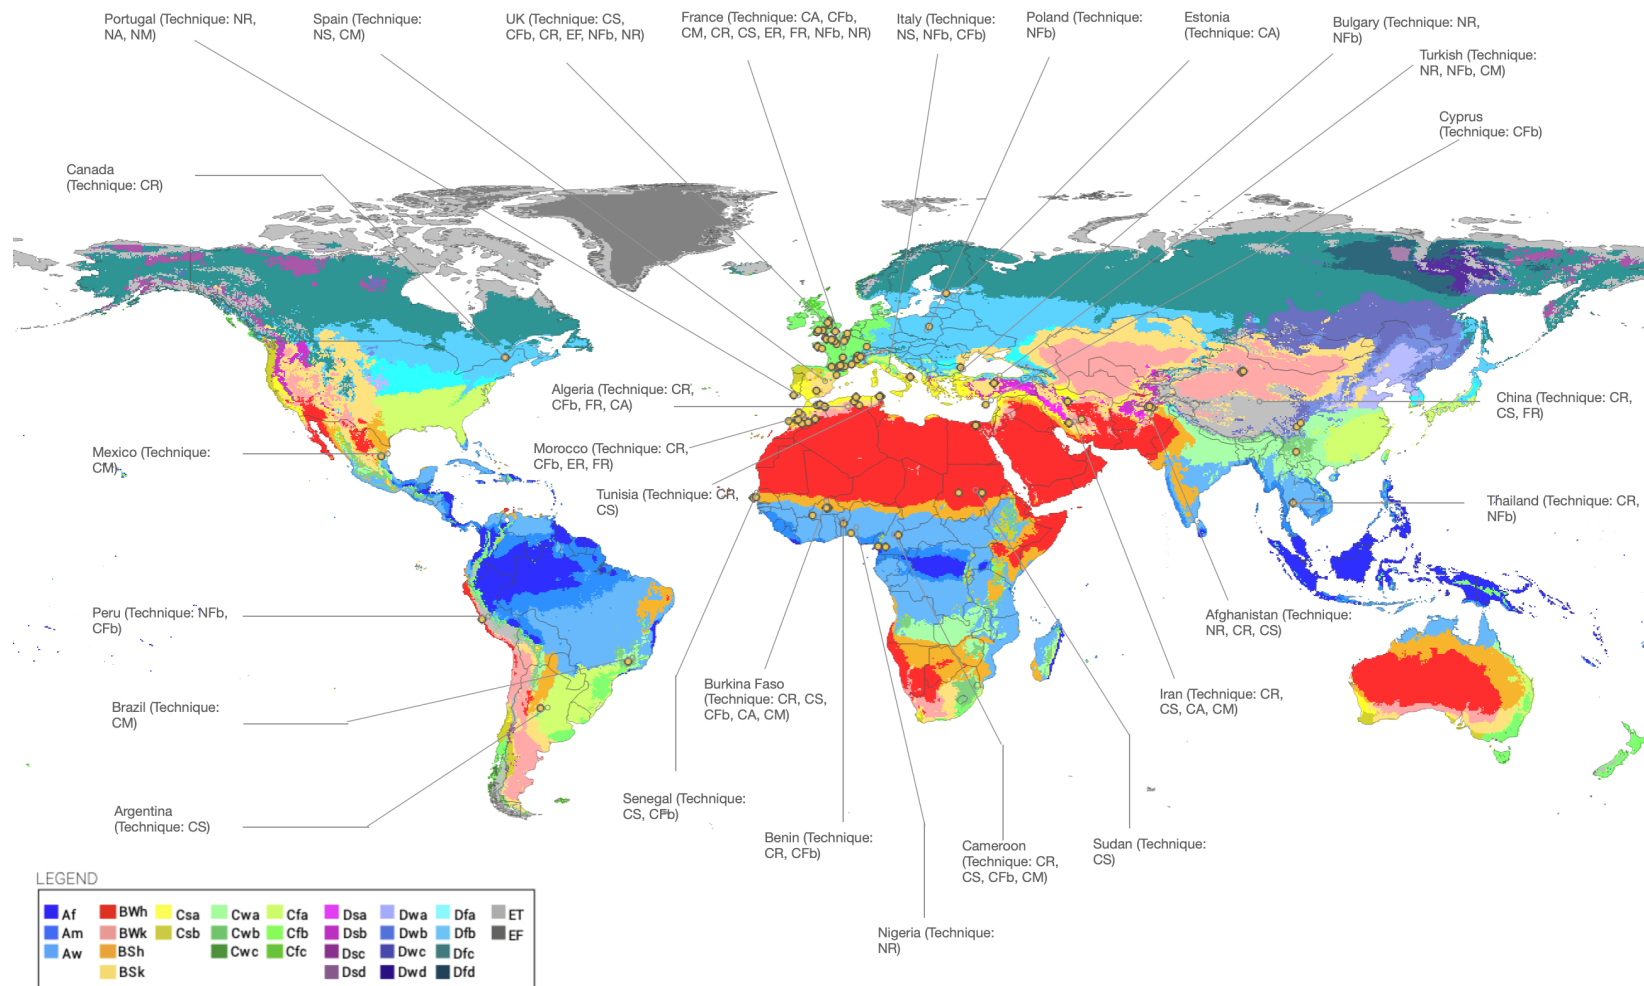 Portugal (Technique: NR,
NA, NM)
Spain (Technique:
NS, CM)
UK (Technique: CS,
CFb, CR, EF, NFb, NR)
France (Technique: CA, CFb,
CM, CR, CS, ER, FR, NFb, NR)
Italy (Technique:
NS, NFb, CFb)
Poland (Technique:
NFb)
Estonia
(Technique: CA)
Bulgary (Technique: NR,
NFb)
Turkish (Technique:
NR, NFb, CM)
Cyprus
(Technique: CFb)
Canada
(Technique: CR)
Algeria (Technique: CR,
CFb, FR, CA)
China (Technique: CR,
CS, FR)
Mexico (Technique:
CM)
Morocco (Technique: CR,
CFb, ER, FR)
Tunisia (Technique: CR,
CS)
Thailand (Technique: CR,
NFb)
Peru (Technique: NFb,
CFb)
Afghanistan (Technique:
NR, CR, CS)
Burkina Faso
(Technique: CR, CS,
CFb, CA, CM)
Iran (Technique: CR,
CS, CA, CM)
Brazil (Technique:
CM)
Argentina
(Technique: CS)
Senegal (Technique:
CS, CFb)
Benin (Technique:
CR, CFb)
Cameroon
(Technique: CR,
CS, CFb, CM)
Sudan (Technique:
CS)
Nigeria (Technique:
NR)
LEGEND
Af BWh Csa Cwa Cfa Dsa Dwa Dfa ET
Am BWk Csb Cwb Cfb Dsb Dwb Dfb EF
Aw BSh Cwc Cfc Dsc Dwc Dfc
BSk Dsd Dwd Dfd